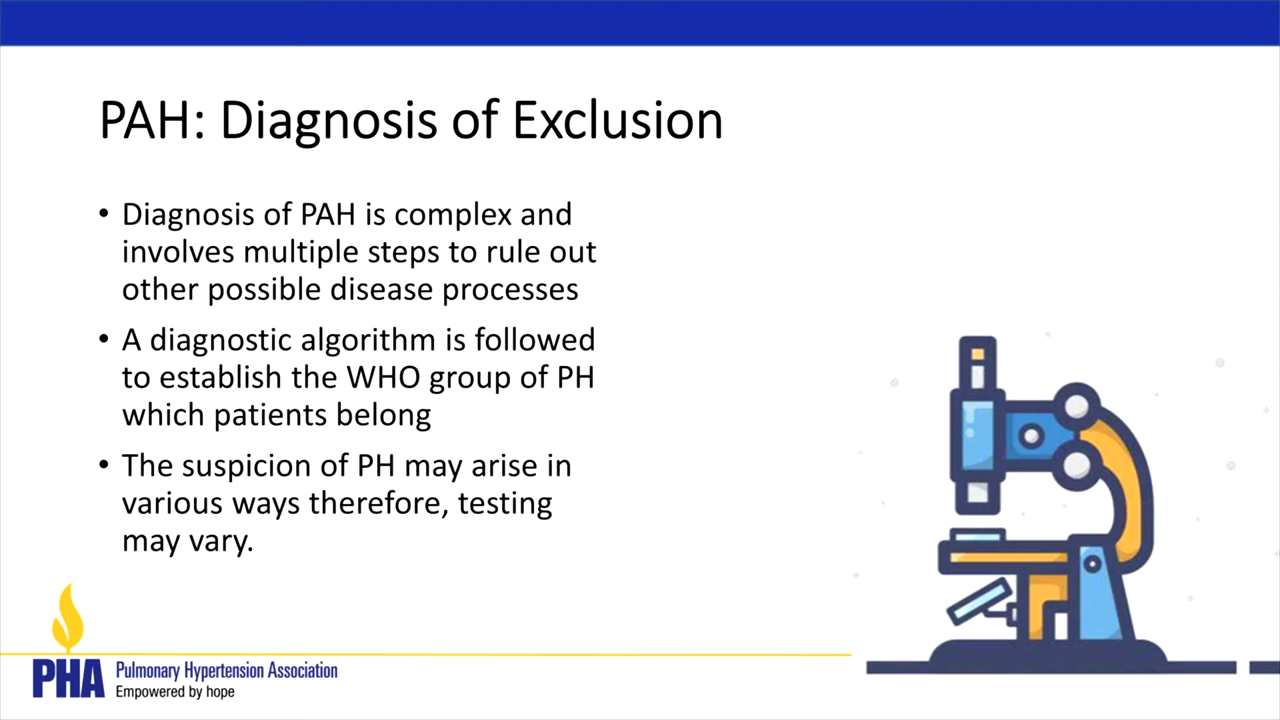 PAH: Diagnosis of Exclusion
• Diagnosis of PAH is complex and
involves multiple steps to rule out
other possible disease processes
• A diagnostic algorithm is followed
to establish the WHO group of PH
which patients belong
• The suspicion of PH may arise in
various ways therefore, testing
may vary.
PHA Pulmonary Hypertension Association
Empowered by hope